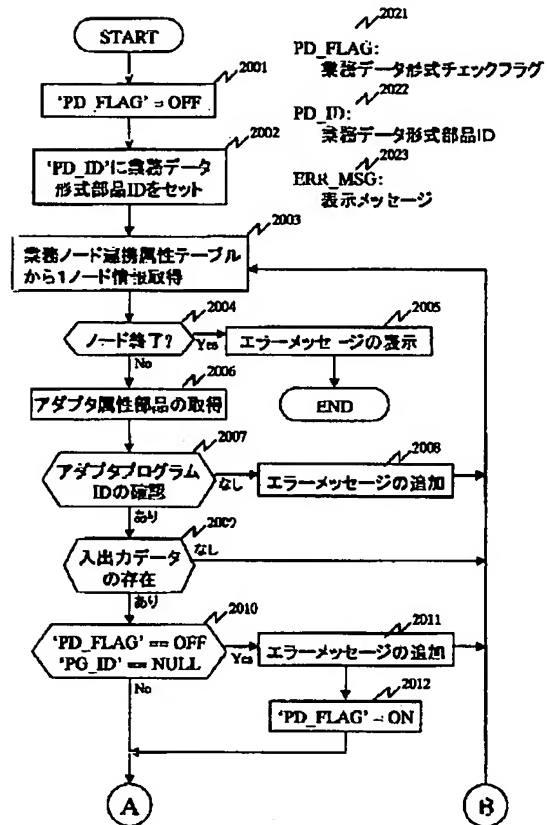 START
2001
'PD_FLAG' = OFF
2002
'PD_ID'に業務データ
形式部品IDをセット
2003
業務ノード連携属性テーブル
から1ノード情報取得
2004
ノード終了?
Yes
No
2005
エラーメッセージの表示
END
2006
アダプタ属性部品の取得
2007
アダプタプログラム
IDの確認
なし
あり
2008
エラーメッセージの追加
2009
入出力データ
の存在
なし
あり
2010
'PD_FLAG' == OFF
'PG_ID' == NULL
Yes
No
2011
エラーメッセージの追加
2012
'PD_FLAG' = ON
A
B
2021
PD_FLAG:
業務データ形式チェックフラグ
2022
PD_ID:
業務データ形式部品ID
2023
ERR_MSG:
表示メッセージ